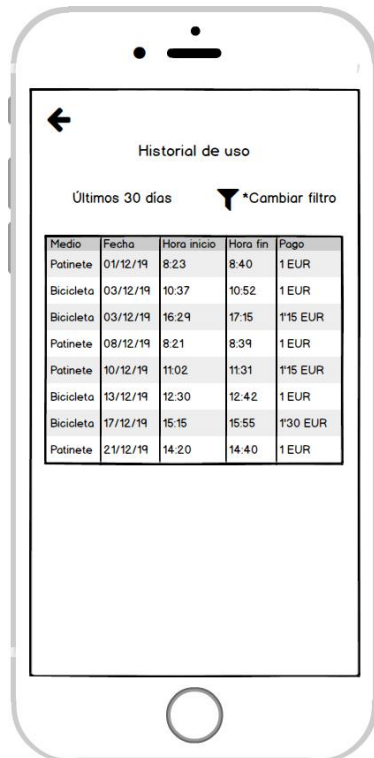 Historial de uso
Últimos 30 días *Cambiar filtro
Medio Fecha Hora inicio Hora fin Pago
Patinete 01/12/19 8:23 8:40 1 EUR
Bicicleta 03/12/19 10:37 10:52 1 EUR
Bicicleta 03/12/19 16:29 17:15 1'15 EUR
Patinete 08/12/19 8:21 8:39 1 EUR
Patinete 10/12/19 11:02 11:31 1'15 EUR
Bicicleta 13/12/19 12:30 12:42 1 EUR
Bicicleta 17/12/19 15:15 15:55 1'30 EUR
Patinete 21/12/19 14:20 14:40 1 EUR